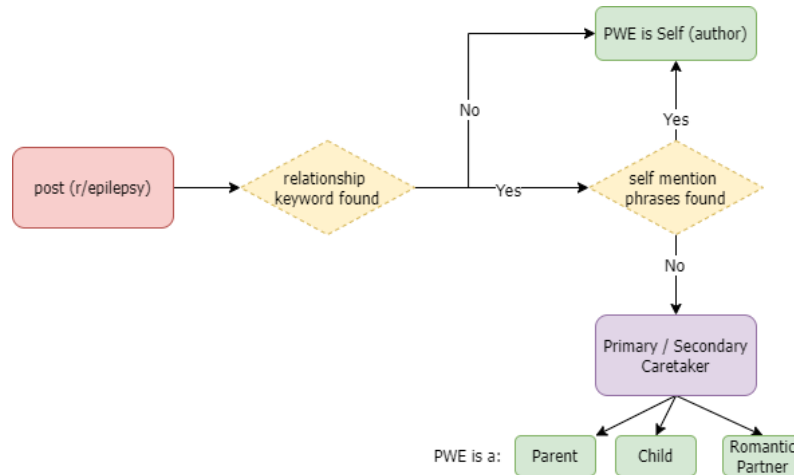 PWE is Self (author)
No
Yes
post (r/epilepsy)
relationship
keyword found
Yes
self mention
phrases found
No
Primary / Secondary
Caretaker
PWE is a:
Parent
Child
Romantic
Partner